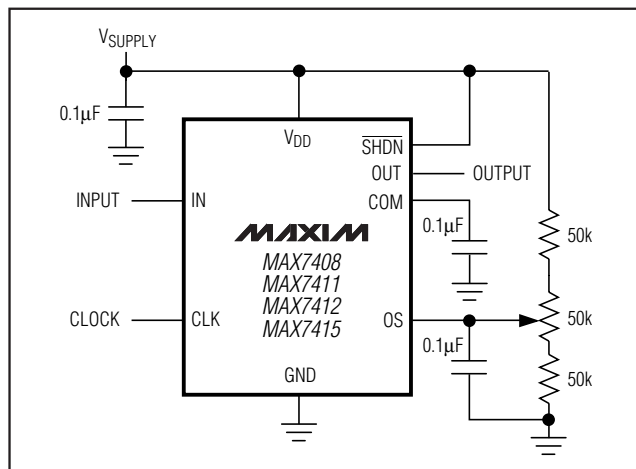 VSUPPLY
0.1μF
VDD
SHDN
OUT
OUTPUT
INPUT
IN
COM
MAXIM
0.1μF
50k
MAX7408
MAX7411
MAX7412
MAX7415
CLOCK
CLK
OS
50k
0.1μF
GND
50k